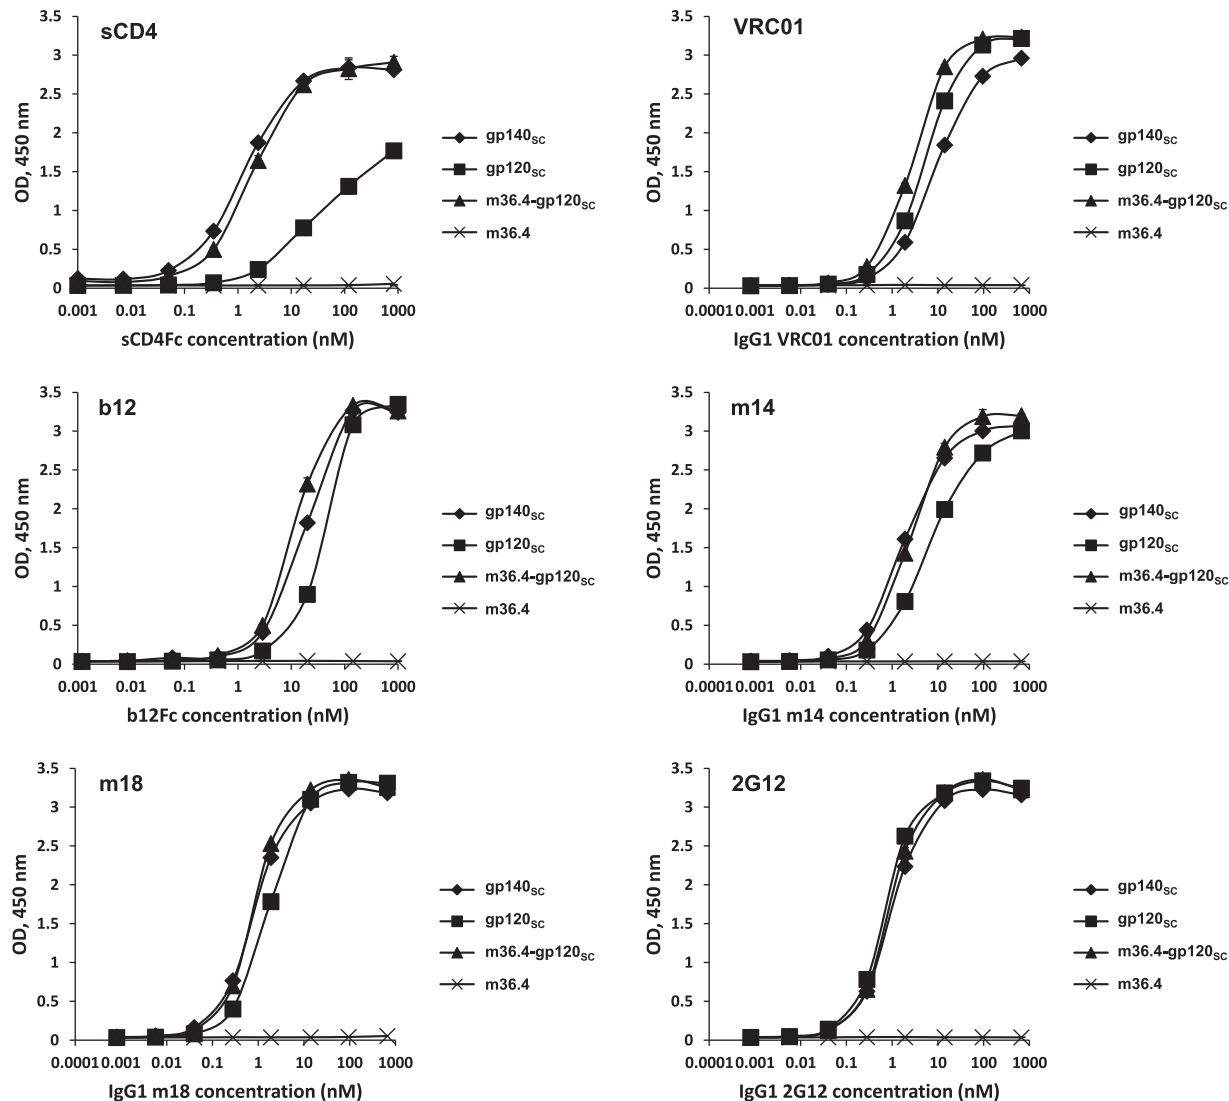 sCD4
OD, 450 nm
3.5
3
2.5
2
1.5
1
0.5
0
0.001
0.01
0.1
1
10
100
1000
sCD4Fc concentration (nM)
gp140SC
gp120SC
m36.4-gp120SC
m36.4
VRC01
OD, 450 nm
3.5
3
2.5
2
1.5
1
0.5
0
0.0001
0.001
0.01
0.1
1
10
100
1000
IgG1 VRC01 concentration (nM)
gp140SC
gp120SC
m36.4-gp120SC
m36.4
b12
OD, 450 nm
3.5
3
2.5
2
1.5
1
0.5
0
0.001
0.01
0.1
1
10
100
1000
b12Fc concentration (nM)
gp140SC
gp120SC
m36.4-gp120SC
m36.4
m14
OD, 450 nm
3.5
3
2.5
2
1.5
1
0.5
0
0.0001
0.001
0.01
0.1
1
10
100
1000
IgG1 m14 concentration (nM)
gp140SC
gp120SC
m36.4-gp120SC
m36.4
m18
OD, 450 nm
3.5
3
2.5
2
1.5
1
0.5
0
0.0001
0.001
0.01
0.1
1
10
100
1000
IgG1 m18 concentration (nM)
gp140SC
gp120SC
m36.4-gp120SC
m36.4
2G12
OD, 450 nm
3.5
3
2.5
2
1.5
1
0.5
0
0.0001
0.001
0.01
0.1
1
10
100
1000
IgG1 2G12 concentration (nM)
gp140SC
gp120SC
m36.4-gp120SC
m36.4